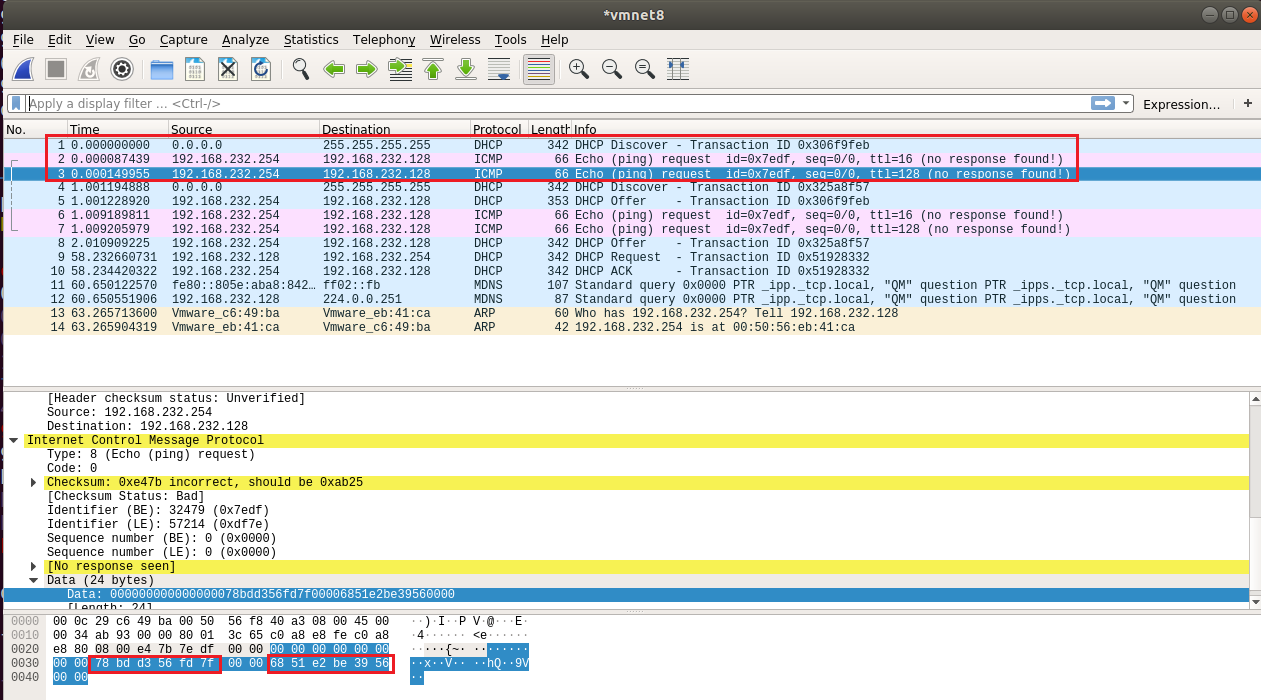 *vmnet8
File Edit View Go Capture Analyze Statistics Telephony Wireless Tools Help
Apply a display filter ... <Ctrl-/> Expression... +
No. Time Source Destination Protocol Length Info
1 0.000000000 0.0.0.0 255.255.255.255 DHCP 342 DHCP Discover - Transaction ID 0x306f9feb
2 0.000087439 192.168.232.254 192.168.232.128 ICMP 66 Echo (ping) request id=0x7edf, seq=0/0, ttl=16 (no response found!)
3 0.000149955 192.168.232.254 192.168.232.128 ICMP 66 Echo (ping) request id=0x7edf, seq=0/0, ttl=128 (no response found!)
4 1.001194888 0.0.0.0 255.255.255.255 DHCP 342 DHCP Discover - Transaction ID 0x325a8f57
5 1.001228920 192.168.232.254 192.168.232.128 DHCP 353 DHCP Offer - Transaction ID 0x306f9feb
6 1.009189811 192.168.232.254 192.168.232.128 ICMP 66 Echo (ping) request id=0x7edf, seq=0/0, ttl=16 (no response found!)
7 1.009205979 192.168.232.254 192.168.232.128 ICMP 66 Echo (ping) request id=0x7edf, seq=0/0, ttl=128 (no response found!)
8 2.010909225 192.168.232.254 192.168.232.128 DHCP 342 DHCP Offer - Transaction ID 0x325a8f57
9 58.232660731 192.168.232.128 192.168.232.254 DHCP 342 DHCP Request - Transaction ID 0x51928332
10 58.234420322 192.168.232.254 192.168.232.128 DHCP 342 DHCP ACK - Transaction ID 0x51928332
11 60.650122570 fe80::805e:aba8:842... ff02::fb MDNS 107 Standard query 0x0000 PTR _ipp._tcp.local, "QM" question PTR _ipps._tcp.local, "QM" question
12 60.650551906 192.168.232.128 224.0.0.251 MDNS 87 Standard query 0x0000 PTR _ipp._tcp.local, "QM" question PTR _ipps._tcp.local, "QM" question
13 63.265713600 Vmware_c6:49:ba Vmware_eb:41:ca ARP 60 Who has 192.168.232.254? Tell 192.168.232.128
14 63.265904319 Vmware_eb:41:ca Vmware_c6:49:ba ARP 42 192.168.232.254 is at 00:50:56:eb:41:ca
[Header checksum status: Unverified]
Source: 192.168.232.254
Destination: 192.168.232.128
Internet Control Message Protocol
Type: 8 (Echo (ping) request)
Code: 0
Checksum: 0xe47b incorrect, should be 0xab25
[Checksum Status: Bad]
Identifier (BE): 32479 (0x7edf)
Identifier (LE): 57214 (0xdf7e)
Sequence number (BE): 0 (0x0000)
Sequence number (LE): 0 (0x0000)
[No response seen]
Data (24 bytes)
Data: 000000000000000078bdd356fd7f00006851e2be39560000
[Length: 24]
0000 00 0c 29 c6 49 ba 00 50 56 f8 40 a3 08 00 45 00 ··)·I··P V·@···E·
0010 00 34 ab 93 00 00 80 01 3c 65 c0 a8 e8 fe c0 a8 ·4······ <e······
0020 e8 80 08 00 e4 7b 7e df 00 00 00 00 00 00 00 00 ·····{~· ········
0030 00 00 78 bd d3 56 fd 7f 00 00 68 51 e2 be 39 56 ··x··V·· ··hQ··9V
0040 00 00 ··